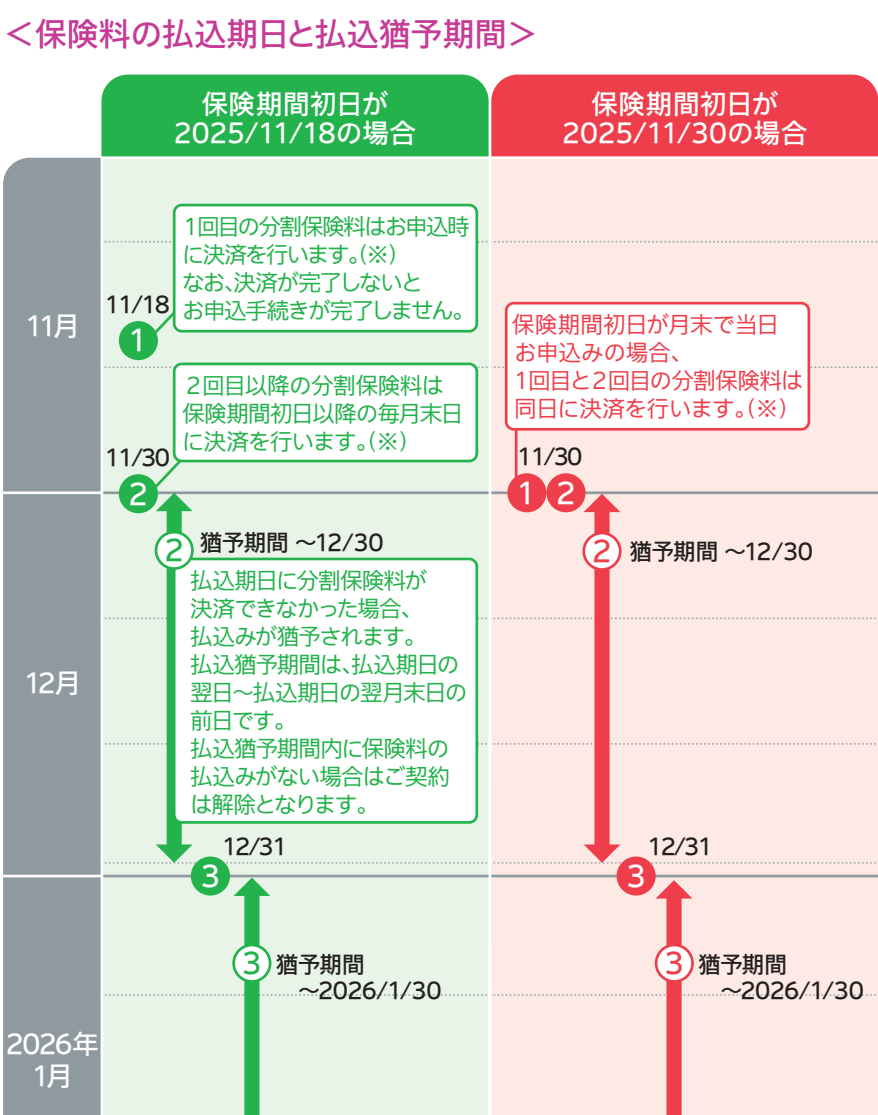 ＜保険料の払込期日と払込猶予期間＞
保険期間初日が
2025/11/18の場合
保険期間初日が
2025/11/30の場合
11月
1回目の分割保険料はお申込時
に決済を行います。(※)
なお、決済が完了しないと
お申込手続きが完了しません。
11/18
1
2回目以降の分割保険料は
保険期間初日以降の毎月末日
に決済を行います。(※)
11/30
2
保険期間初日が月末で当日
お申込みの場合、
1回目と2回目の分割保険料は
同日に決済を行います。(※)
11/30
1 2
12月
2 猶予期間 ～12/30
払込期日に分割保険料が
決済できなかった場合、
払込みが猶予されます。
払込猶予期間は、払込期日の
翌日～払込期日の翌月末日の
前日です。
払込猶予期間内に保険料の
払込みがない場合はご契約
は解除となります。
2 猶予期間 ～12/30
12/31
3
12/31
3
2026年
1月
3 猶予期間
～2026/1/30
3 猶予期間
～2026/1/30